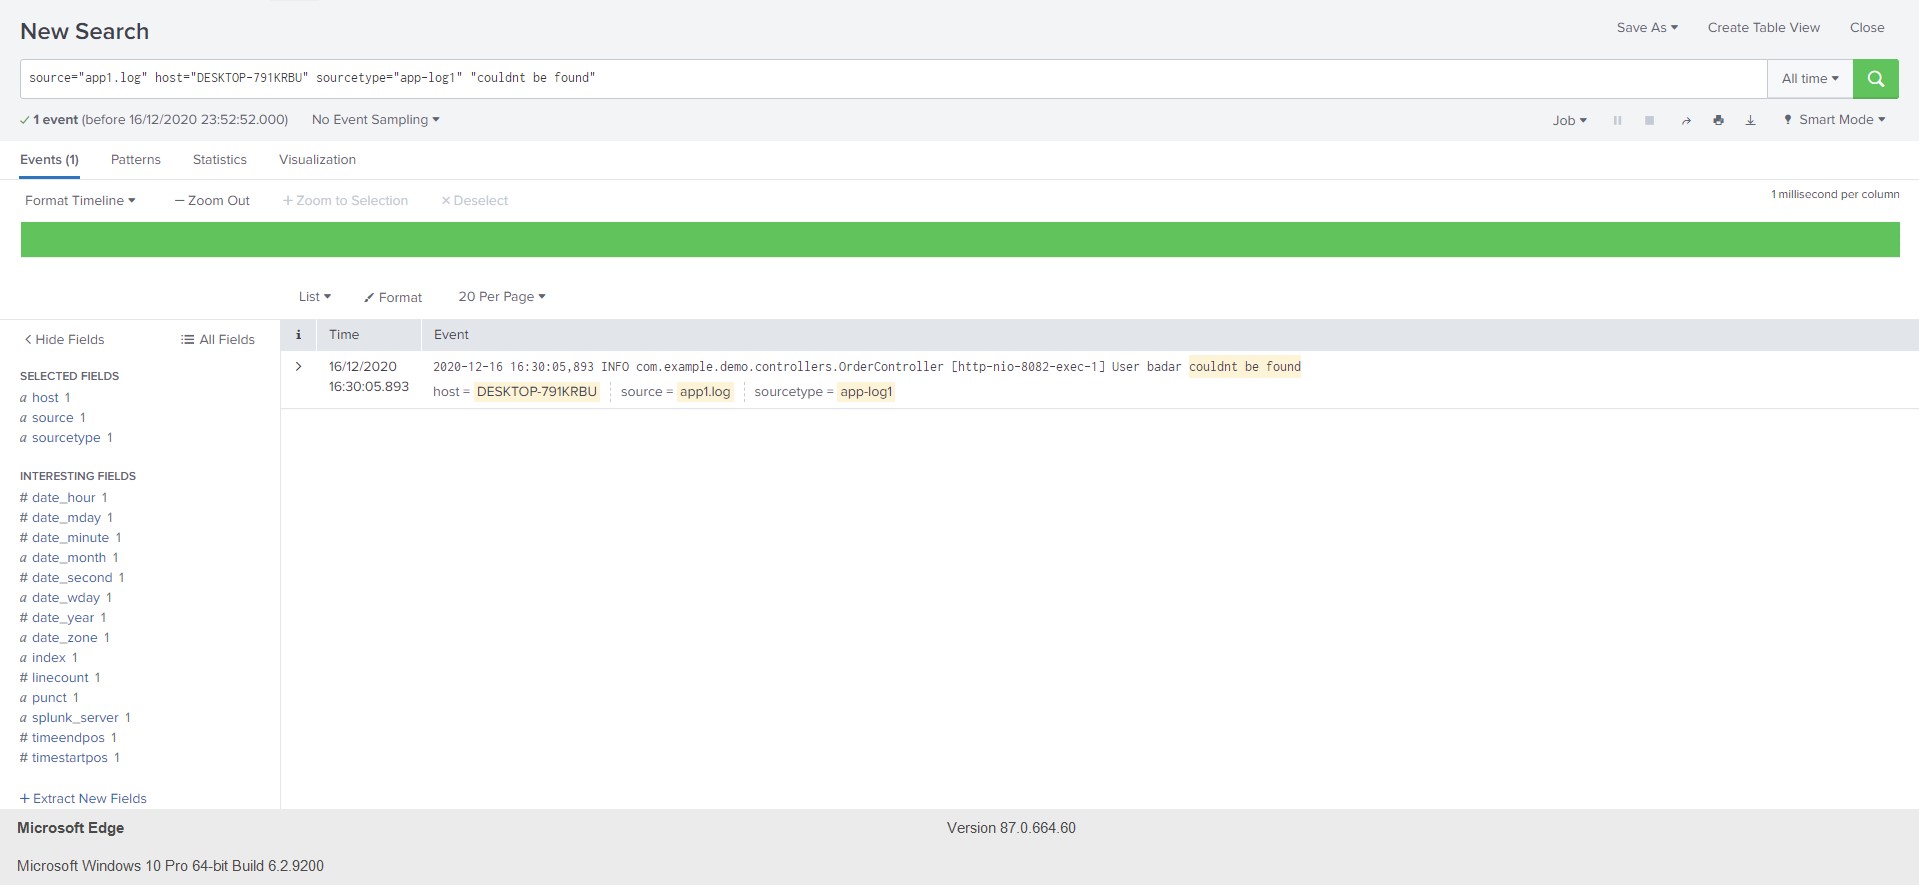 New Search
Save As Create Table View Close
source="app1.log" host="DESKTOP-791KRBU" sourcetype="app-log1" "couldnt be found"
All time
1 event (before 16/12/2020 23:52:52.000) No Event Sampling
Job Smart Mode
Events (1) Patterns Statistics Visualization
Format Timeline — Zoom Out + Zoom to Selection × Deselect
1 millisecond per column
List Format 20 Per Page
Hide Fields All Fields
i Time Event
SELECTED FIELDS
a host 1
a source 1
a sourcetype 1
INTERESTING FIELDS
# date_hour 1
# date_mday 1
# date_minute 1
a date_month 1
# date_second 1
a date_wday 1
# date_year 1
a date_zone 1
a index 1
# linecount 1
a punct 1
a splunk_server 1
# timeendpos 1
# timestartpos 1
+ Extract New Fields
16/12/2020
16:30:05.893
2020-12-16 16:30:05,893 INFO com.example.demo.controllers.OrderController [http-nio-8082-exec-1] User badar couldnt be found
host = DESKTOP-791KRBU source = app1.log sourcetype = app-log1
Microsoft Edge Version 87.0.664.60
Microsoft Windows 10 Pro 64-bit Build 6.2.9200